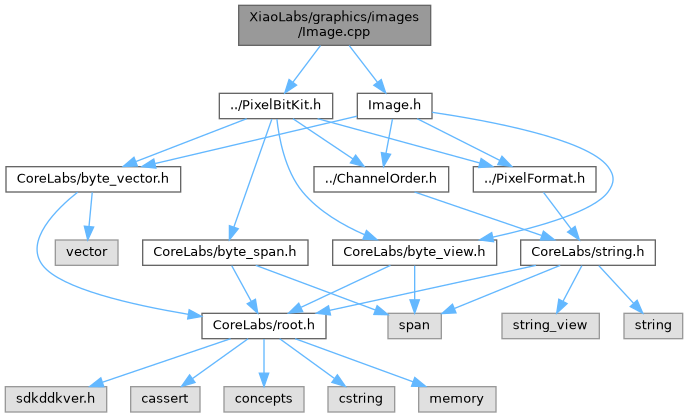 XiaoLabs/graphics/images
/Image.cpp
../PixelBitKit.h
Image.h
CoreLabs/byte_vector.h
../ChannelOrder.h
../PixelFormat.h
vector
CoreLabs/byte_span.h
CoreLabs/byte_view.h
CoreLabs/string.h
CoreLabs/root.h
span
string_view
string
sdkddkver.h
cassert
concepts
cstring
memory